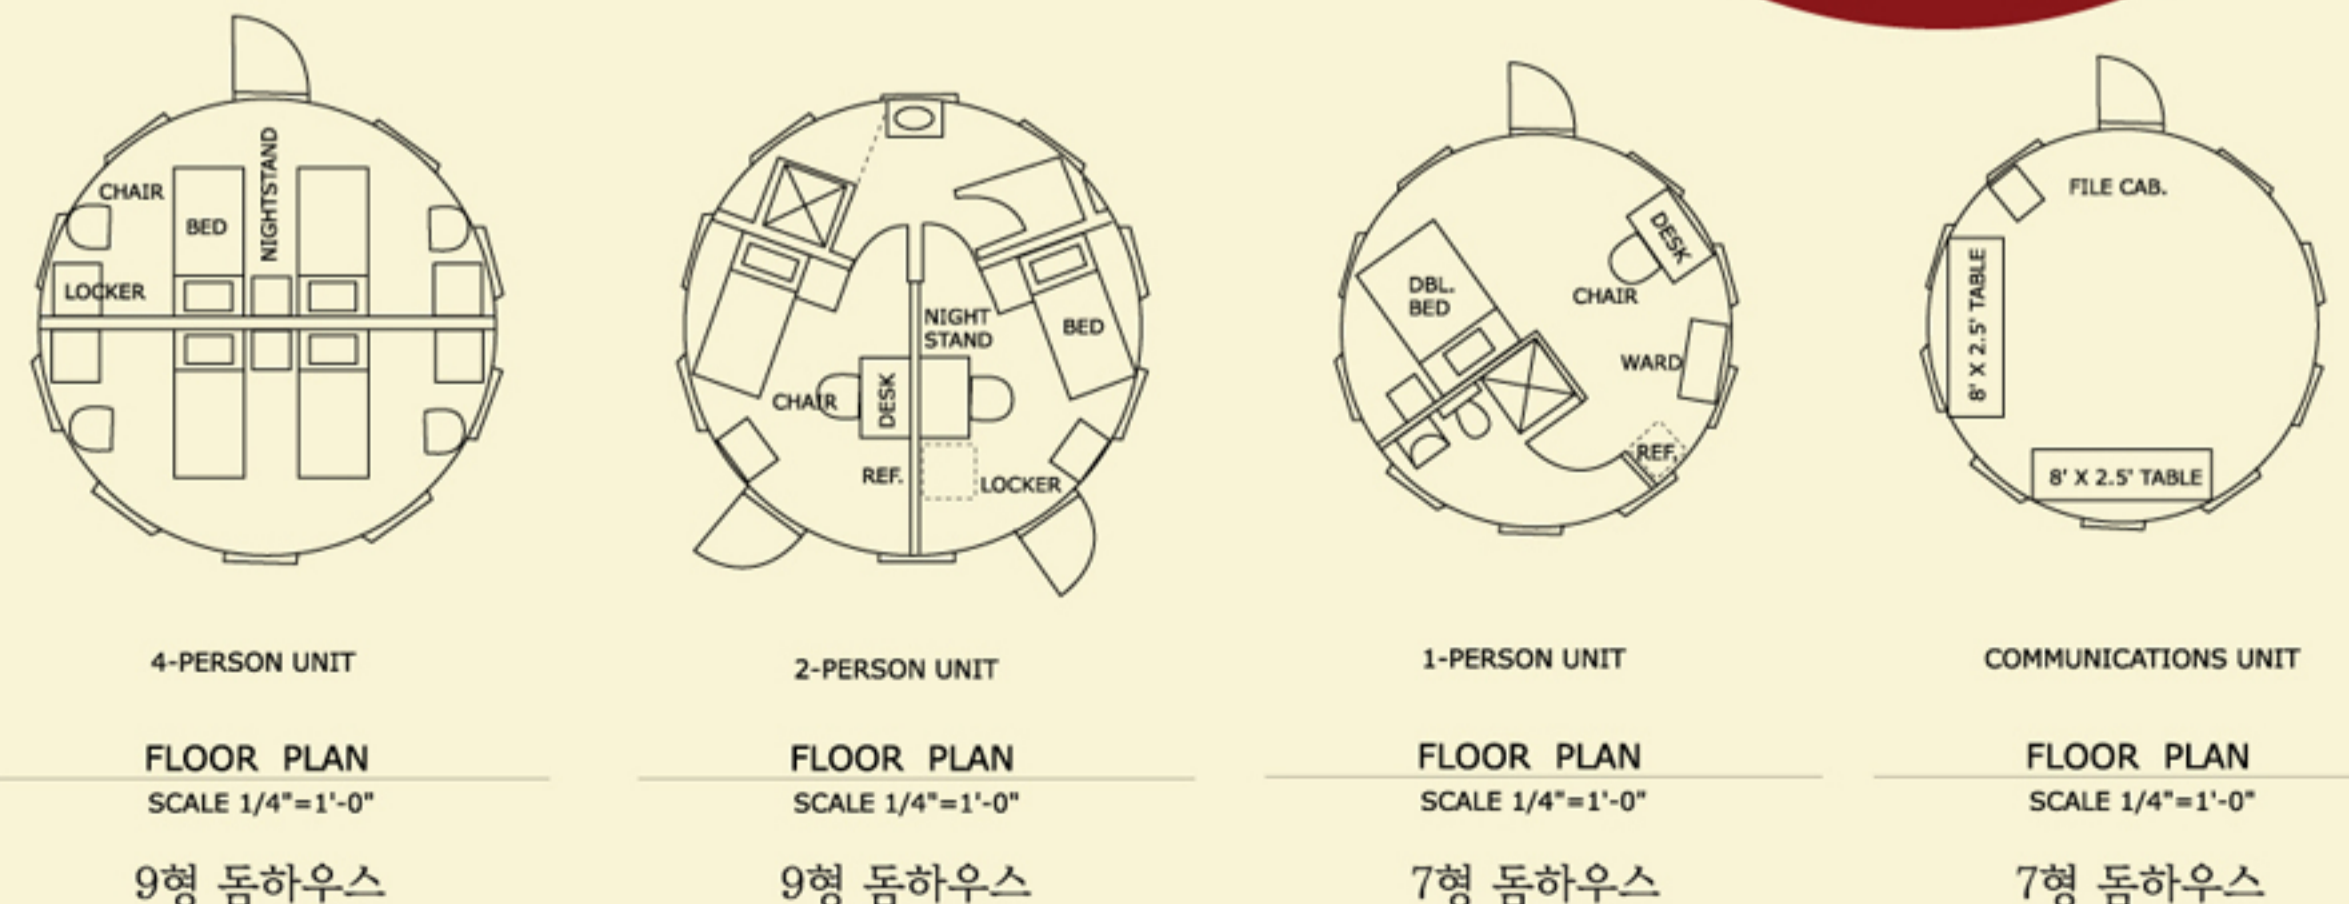 CHAIR
BED
NIGHTSTAND
LOCKER
4-PERSON UNIT
FLOOR PLAN
SCALE 1/4"=1'-0"
9형 돔하우스
NIGHT
STAND
BED
CHAIR
DESK
REF.
LOCKER
2-PERSON UNIT
FLOOR PLAN
SCALE 1/4"=1'-0"
9형 돔하우스
DESK
DBL.
BED
CHAIR
WARD
REF.
1-PERSON UNIT
FLOOR PLAN
SCALE 1/4"=1'-0"
7형 돔하우스
FILE CAB.
8' X 2.5' TABLE
8' X 2.5' TABLE
COMMUNICATIONS UNIT
FLOOR PLAN
SCALE 1/4"=1'-0"
7형 돔하우스